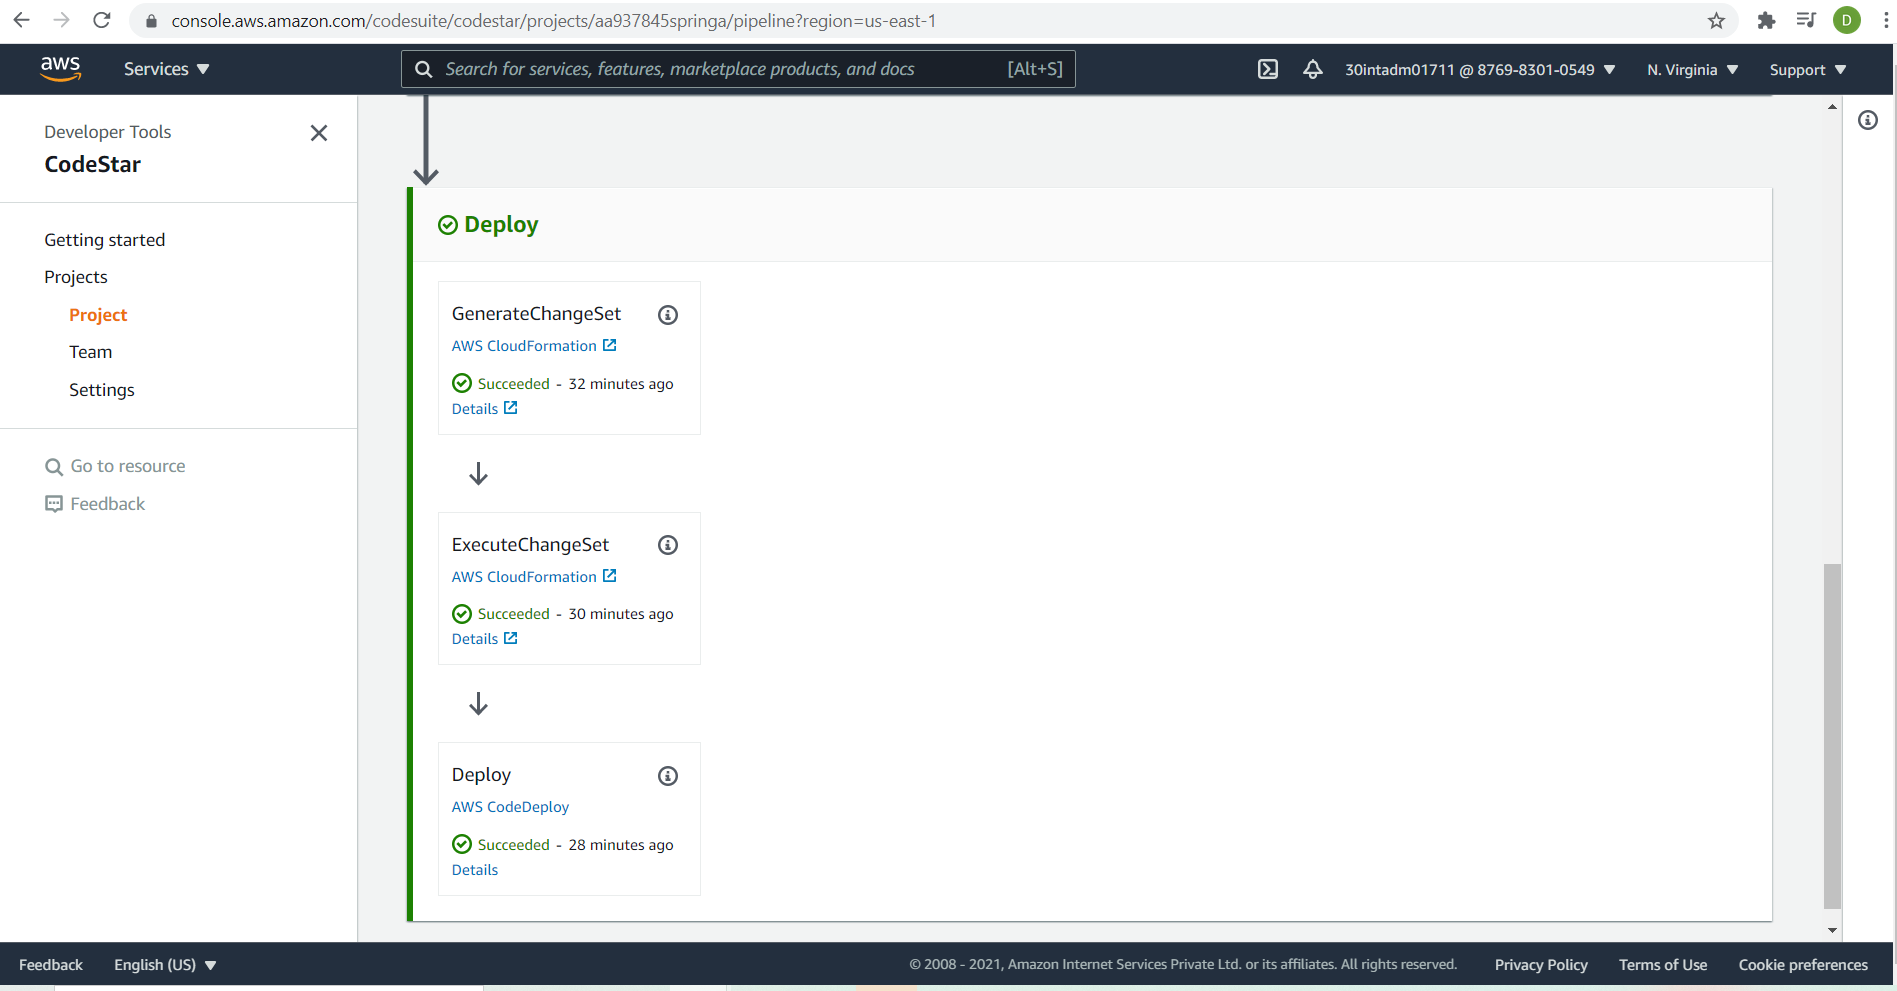 console.aws.amazon.com/codesuite/codestar/projects/aa937845springa/pipeline?region=us-east-1
D
aws
Services
Search for services, features, marketplace products, and docs
[Alt+S]
30intadm01711 @ 8769-8301-0549
N. Virginia
Support
Developer Tools
CodeStar
Getting started
Projects
Project
Team
Settings
Go to resource
Feedback
Deploy
GenerateChangeSet
AWS CloudFormation
Succeeded - 32 minutes ago
Details
ExecuteChangeSet
AWS CloudFormation
Succeeded - 30 minutes ago
Details
Deploy
AWS CodeDeploy
Succeeded - 28 minutes ago
Details
Feedback
English (US)
© 2008 - 2021, Amazon Internet Services Private Ltd. or its affiliates. All rights reserved.
Privacy Policy
Terms of Use
Cookie preferences